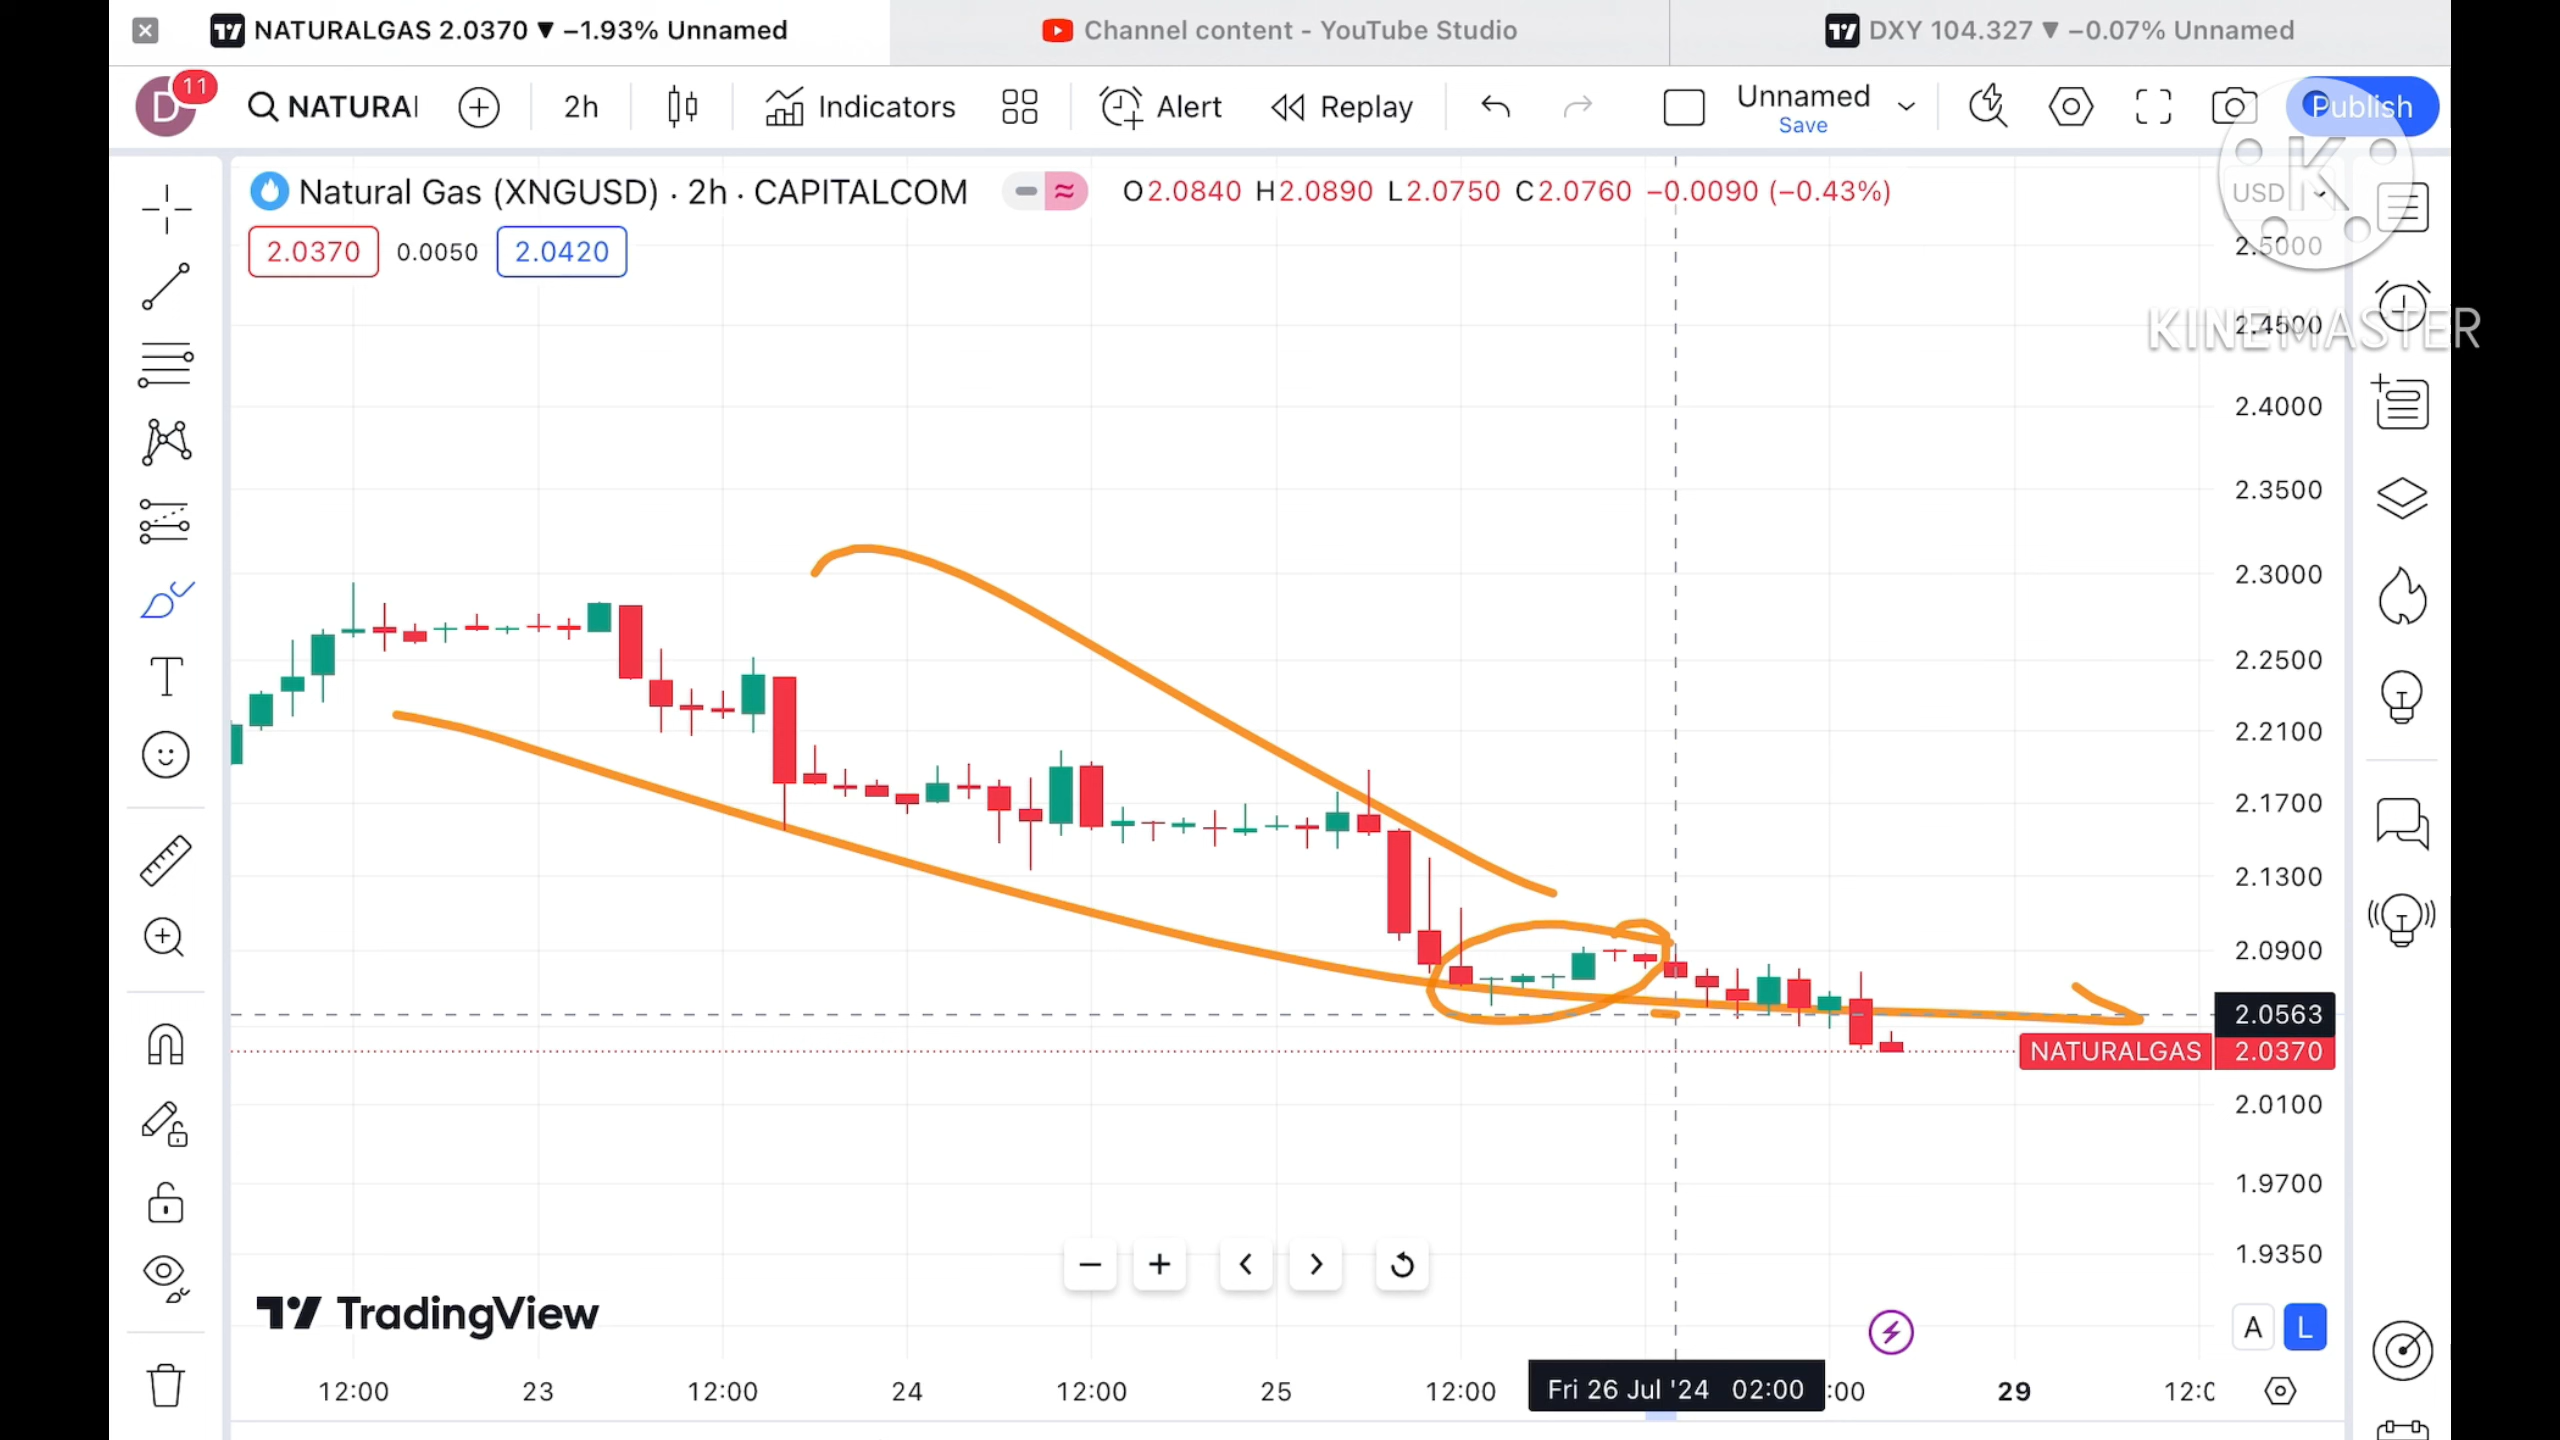 NATURALGAS 2.0370 ▼ −1.93% Unnamed
Channel content - YouTube Studio
DXY 104.327 ▼ −0.07% Unnamed
D
11
NATURA
2h
Indicators
Alert
Replay
Unnamed
Save
Publish
Natural Gas (XNGUSD) · 2h · CAPITALCOM
O2.0840 H2.0890 L2.0750 C2.0760 −0.0090 (−0.43%)
2.0370
0.0050
2.0420
USD
K
KINEMASTER
2.5000
2.4500
2.4000
2.3500
2.3000
2.2500
2.2100
2.1700
2.1300
2.0900
2.0563
NATURALGAS 2.0370
2.0100
1.9700
1.9350
TradingView
A
L
12:00
23
12:00
24
12:00
25
12:00
Fri 26 Jul '24 02:00
:00
29
12:0